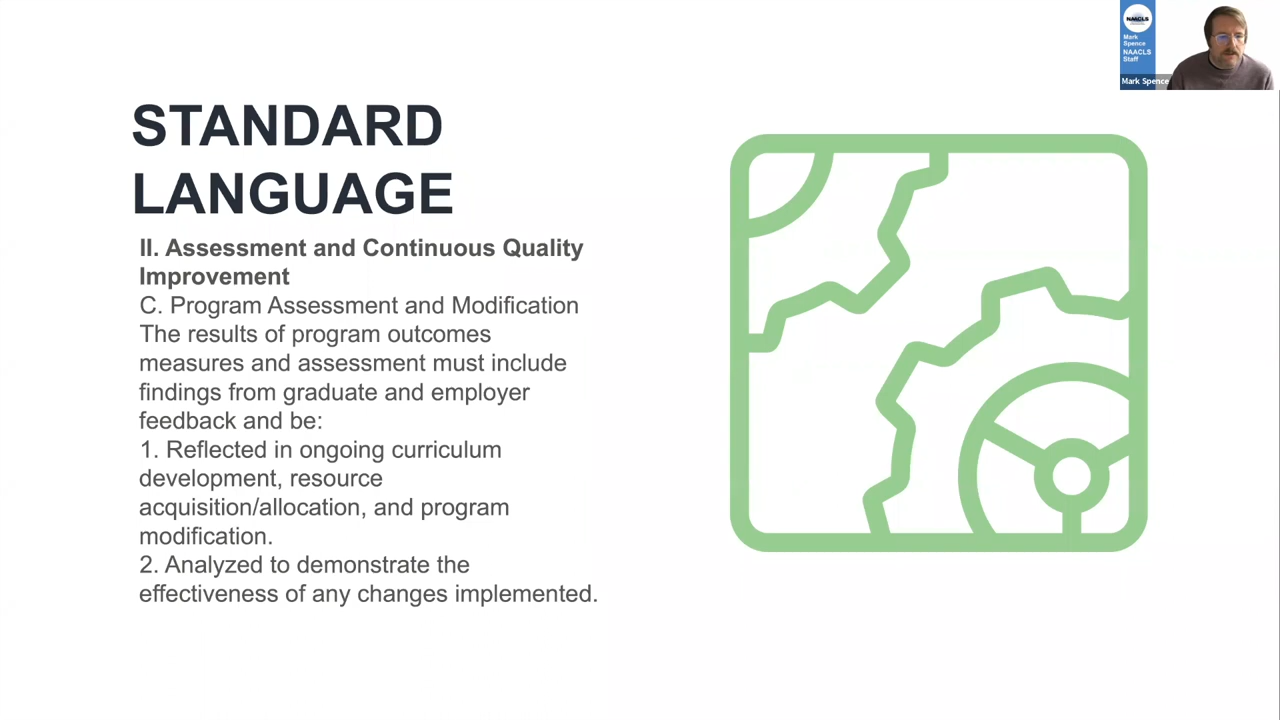 STANDARD
LANGUAGE
II. Assessment and Continuous Quality
Improvement
C. Program Assessment and Modification
The results of program outcomes
measures and assessment must include
findings from graduate and employer
feedback and be:
1. Reflected in ongoing curriculum
development, resource
acquisition/allocation, and program
modification.
2. Analyzed to demonstrate the
effectiveness of any changes implemented.
NAACLS
Mark
Spence
NAACLS
Staff
Mark Spence